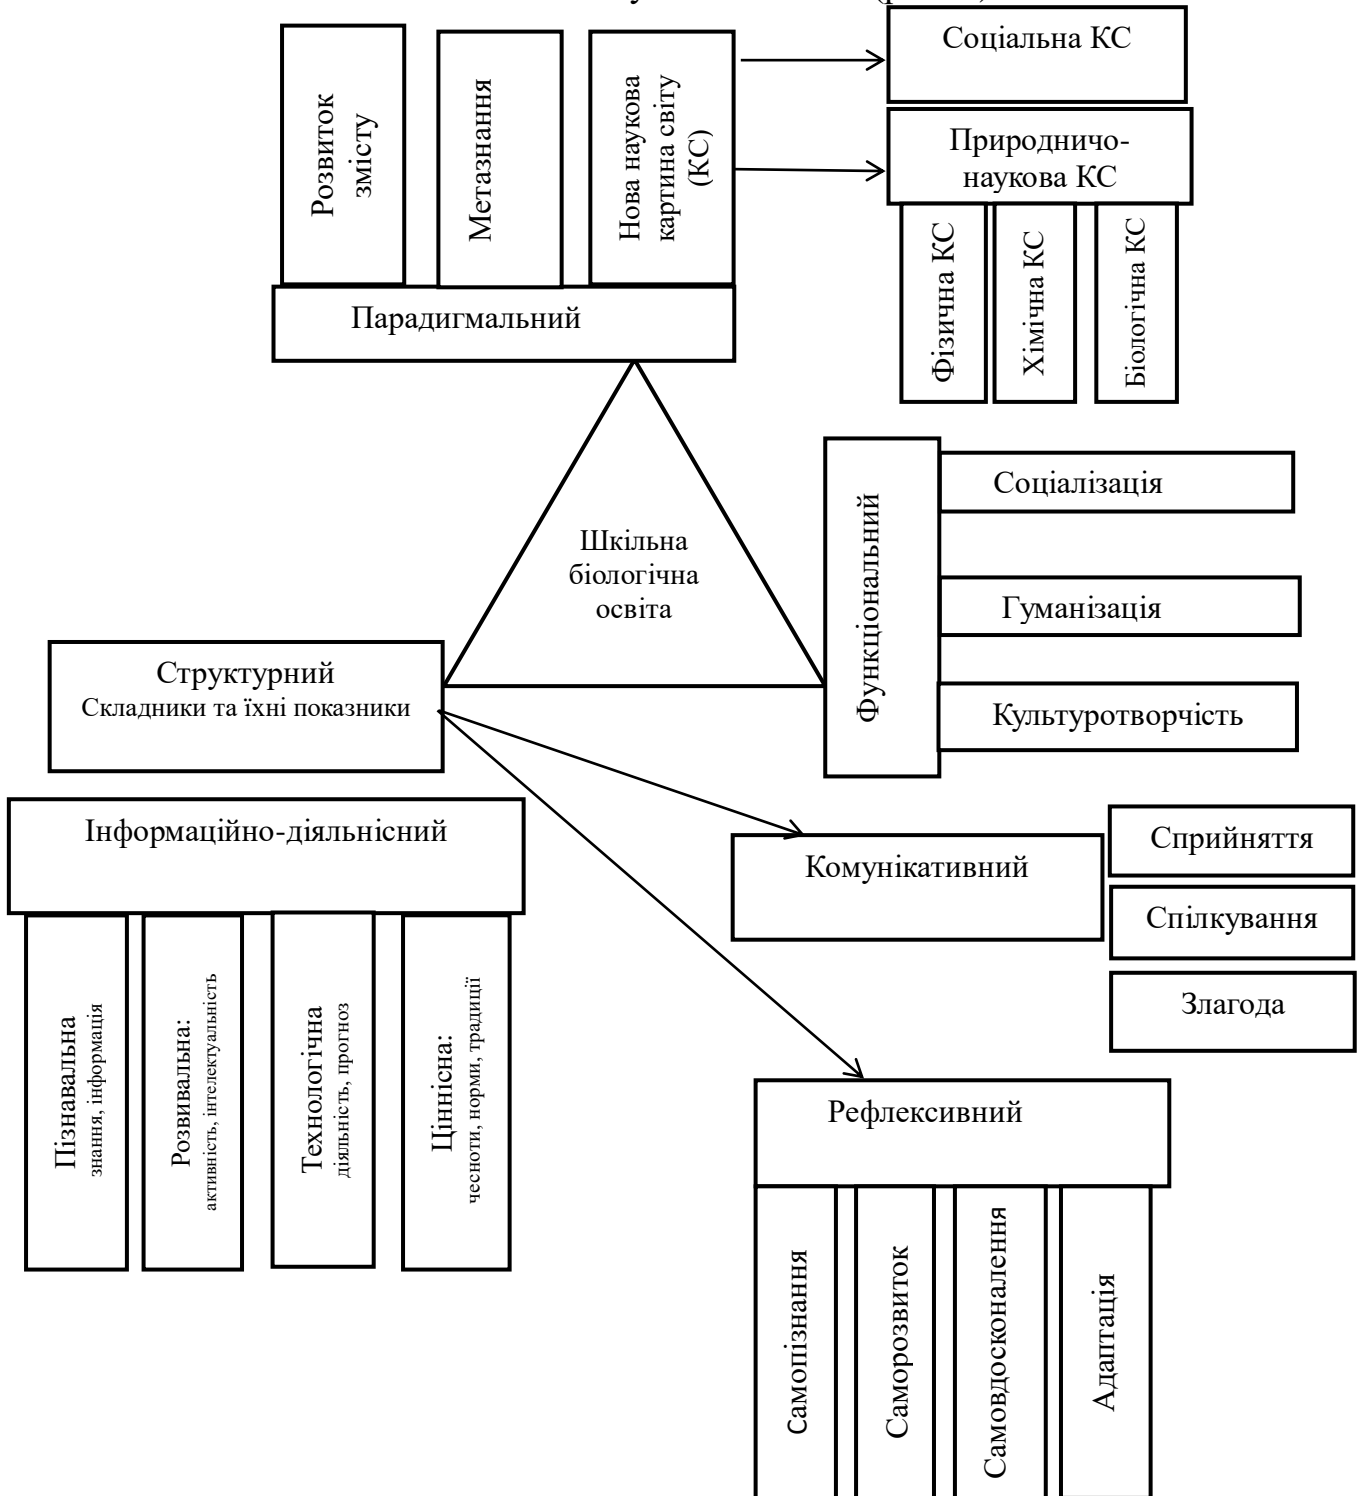 Розвиток
змісту
Метазнання
Нова наукова
картина світу
(КС)
Соціальна КС
Природничо-
наукова КС
Фізична КС
Хімічна КС
Біологічна КС
Парадигмальний
Шкільна
біологічна
освіта
Функціональний
Соціалізація
Гуманізація
Культуротворчість
Структурний
Складники та їхні показники
Інформаційно-діяльнісний
Пізнавальна
знання, інформація
Розвивальна:
активність, інтелектуальність
Технологічна
діяльність, прогноз
Ціннісна:
чесноти, норми, традиції
Комунікативний
Сприйняття
Спілкування
Злагода
Рефлексивний
Самопізнання
Саморозвиток
Самовдосконалення
Адаптація